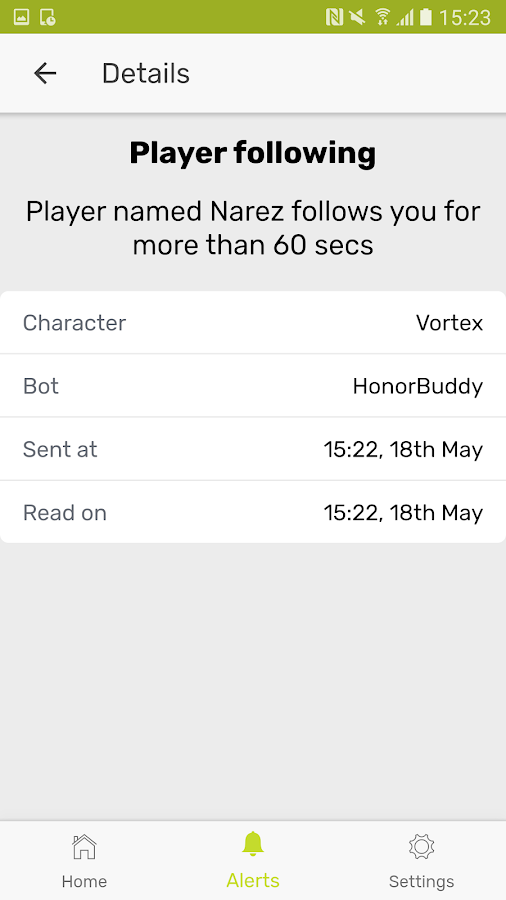 15:23
Details
Player following
Player named Narez follows you for
more than 60 secs
Character Vortex
Bot HonorBuddy
Sent at 15:22, 18th May
Read on 15:22, 18th May
Home Alerts Settings